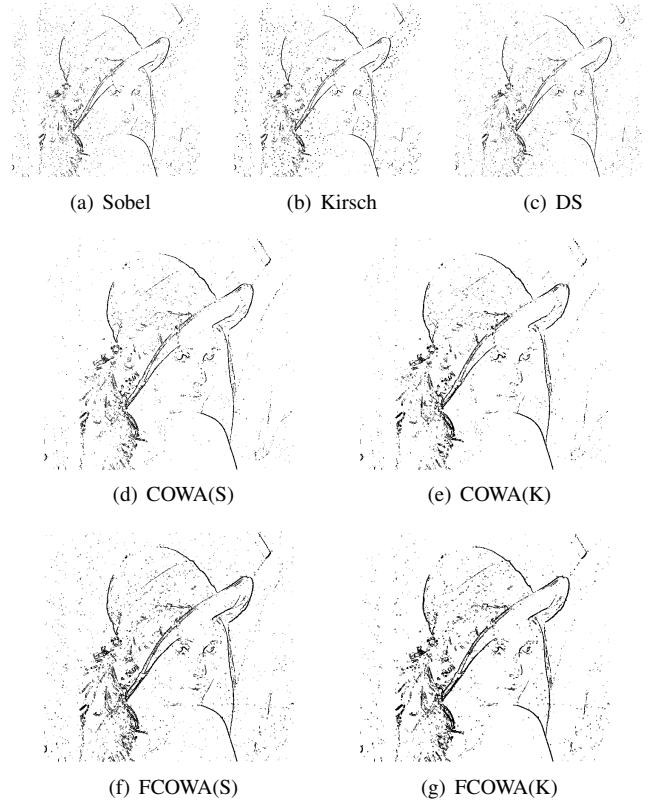 (a) Sobel
(b) Kirsch
(c) DS
(d) COWA(S)
(e) COWA(K)
(f) FCOWA(S)
(g) FCOWA(K)